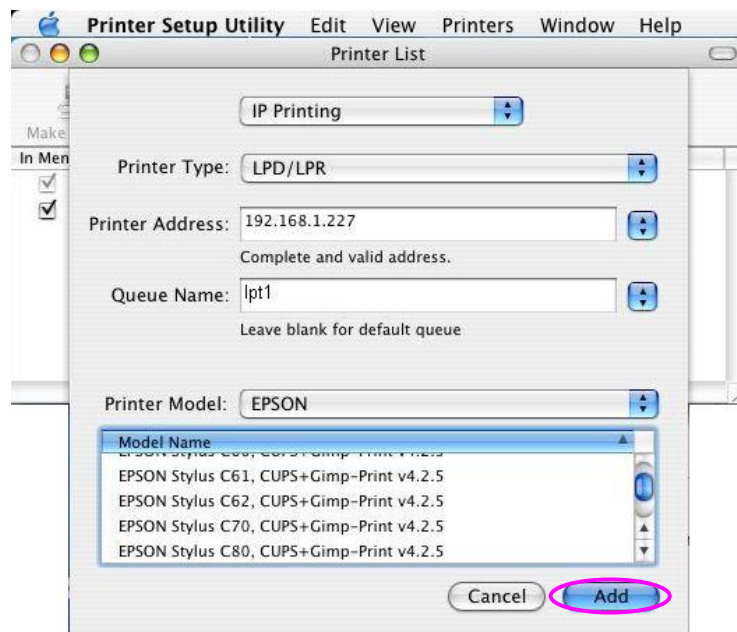 Printer Setup Utility Edit View Printers Window Help
Printer List
IP Printing
Make
In Men
Printer Type: LPD/LPR
Printer Address: 192.168.1.227
Complete and valid address.
Queue Name: lpt1
Leave blank for default queue
Printer Model: EPSON
Model Name
EPSON Stylus C61, CUPS+Gimp-Print v4.2.5
EPSON Stylus C62, CUPS+Gimp-Print v4.2.5
EPSON Stylus C70, CUPS+Gimp-Print v4.2.5
EPSON Stylus C80, CUPS+Gimp-Print v4.2.5
Cancel Add